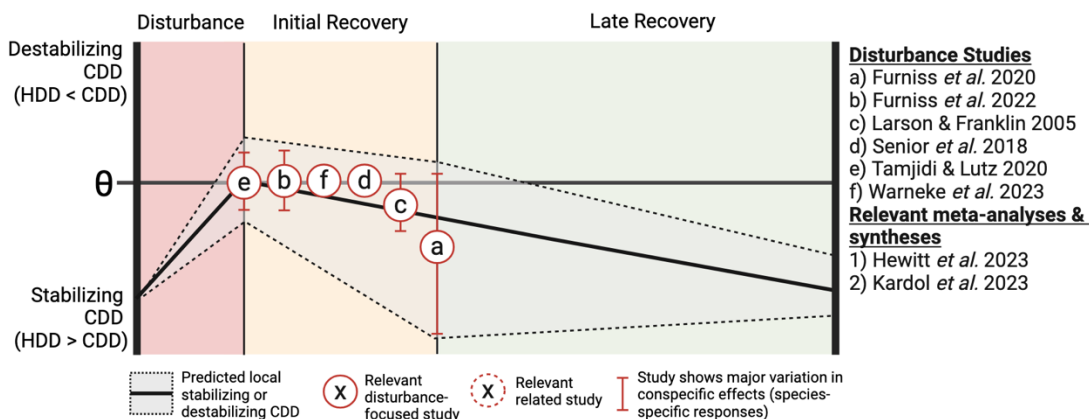 Disturbance
Initial Recovery
Late Recovery
Destabilizing
CDD
(HDD < CDD)
θ
Stabilizing
CDD
(HDD > CDD)
e
b
f
d
c
a
Disturbance Studies
a) Furniss et al. 2020
b) Furniss et al. 2022
c) Larson & Franklin 2005
d) Senior et al. 2018
e) Tamjidi & Lutz 2020
f) Warneke et al. 2023
Relevant meta-analyses &
syntheses
1) Hewitt et al. 2023
2) Kardol et al. 2023
Predicted local
stabilizing or
destabilizing CDD
X
Relevant
disturbance-
focused study
X
Relevant
related study
Study shows major variation in
conspecific effects (species-
specific responses)